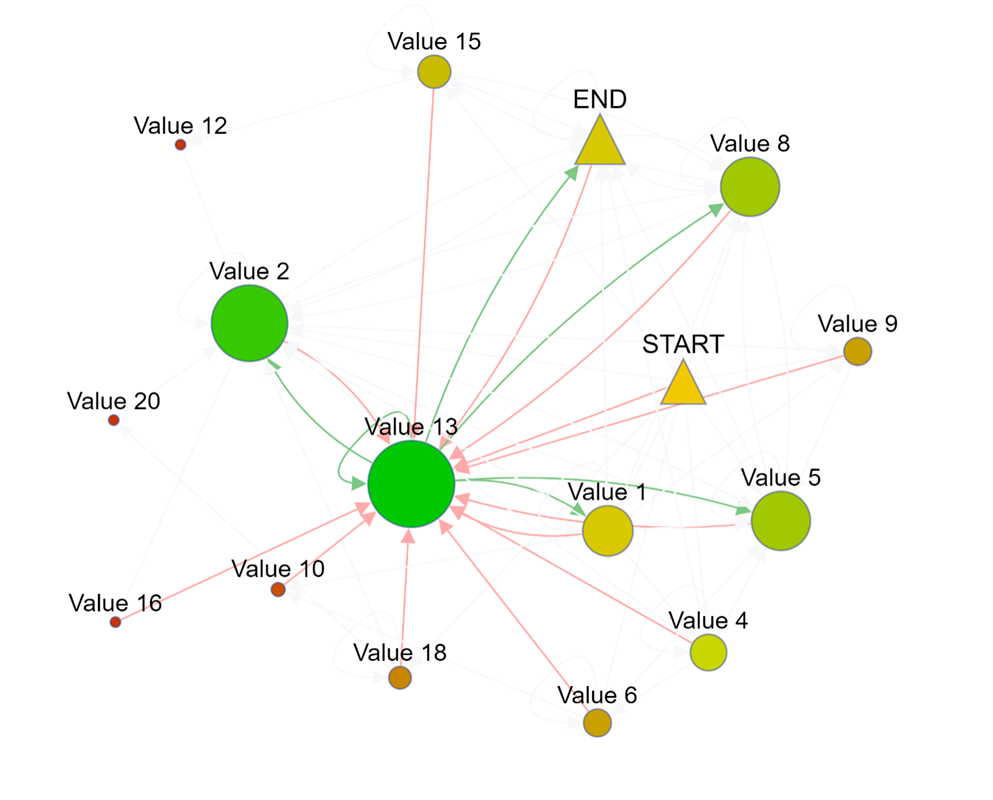 Value 15
END
Value 12
Value 8
Value 2
Value 9
START
Value 20
Value 13
Value 5
Value 1
Value 10
Value 16
Value 4
Value 18
Value 6